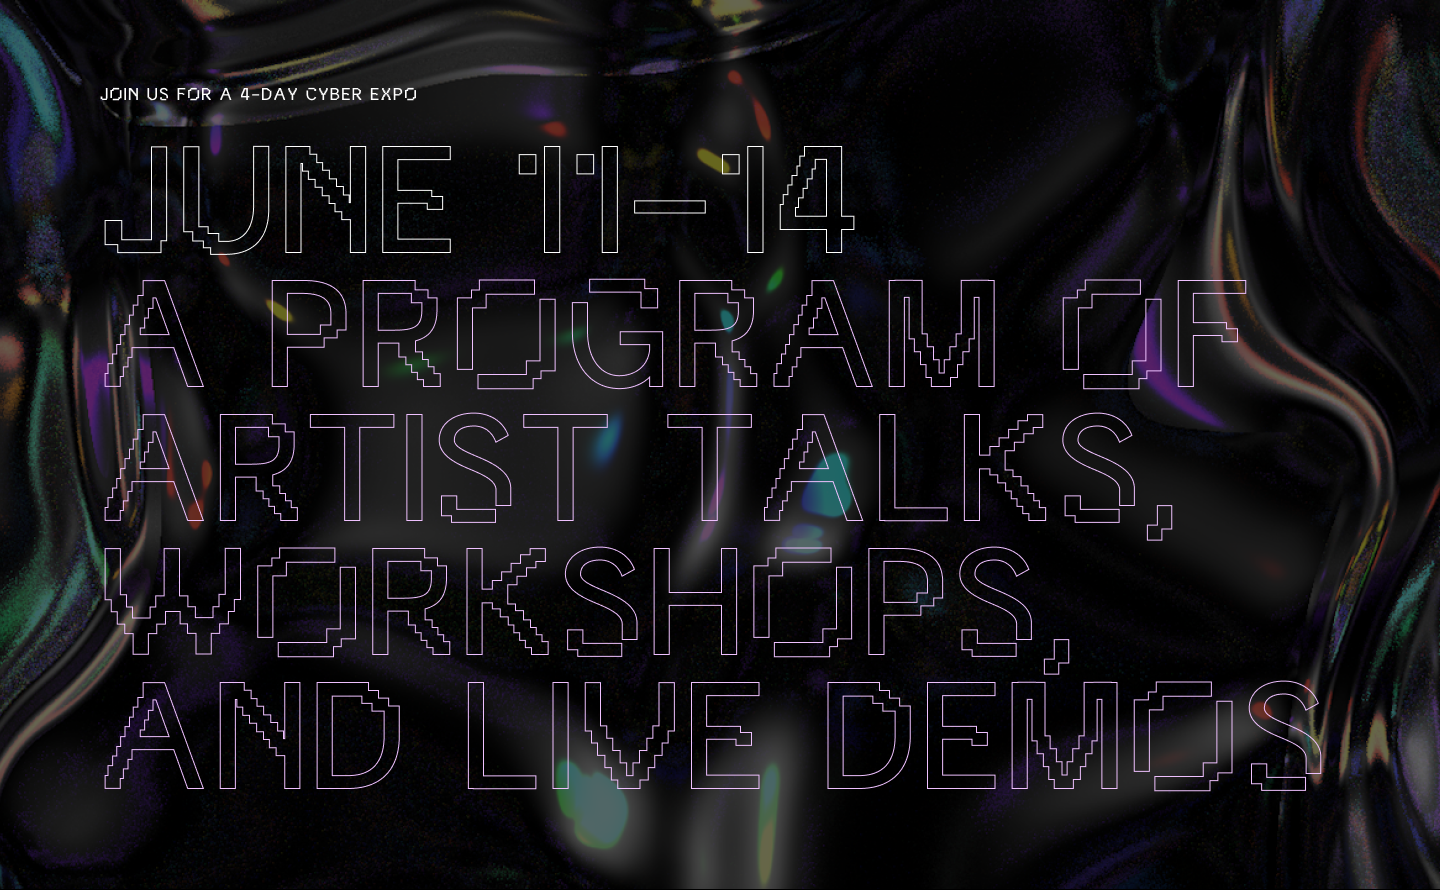 JOIN US FOR A 4-DAY CYBER EXPO
JUNE 11–14
A PROGRAM OF
ARTIST TALKS,
WORKSHOPS,
AND LIVE DEMOS